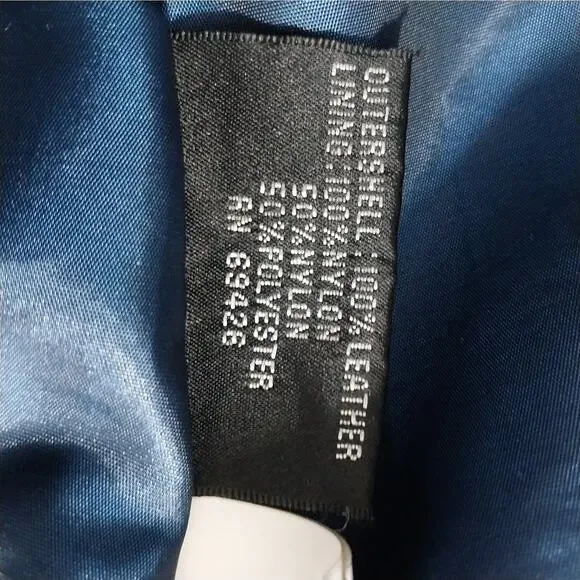 OUTERSHELL:100% LEATHER
LINING:100%NYLON
50%NYLON
50%POLYESTER
RN 69426